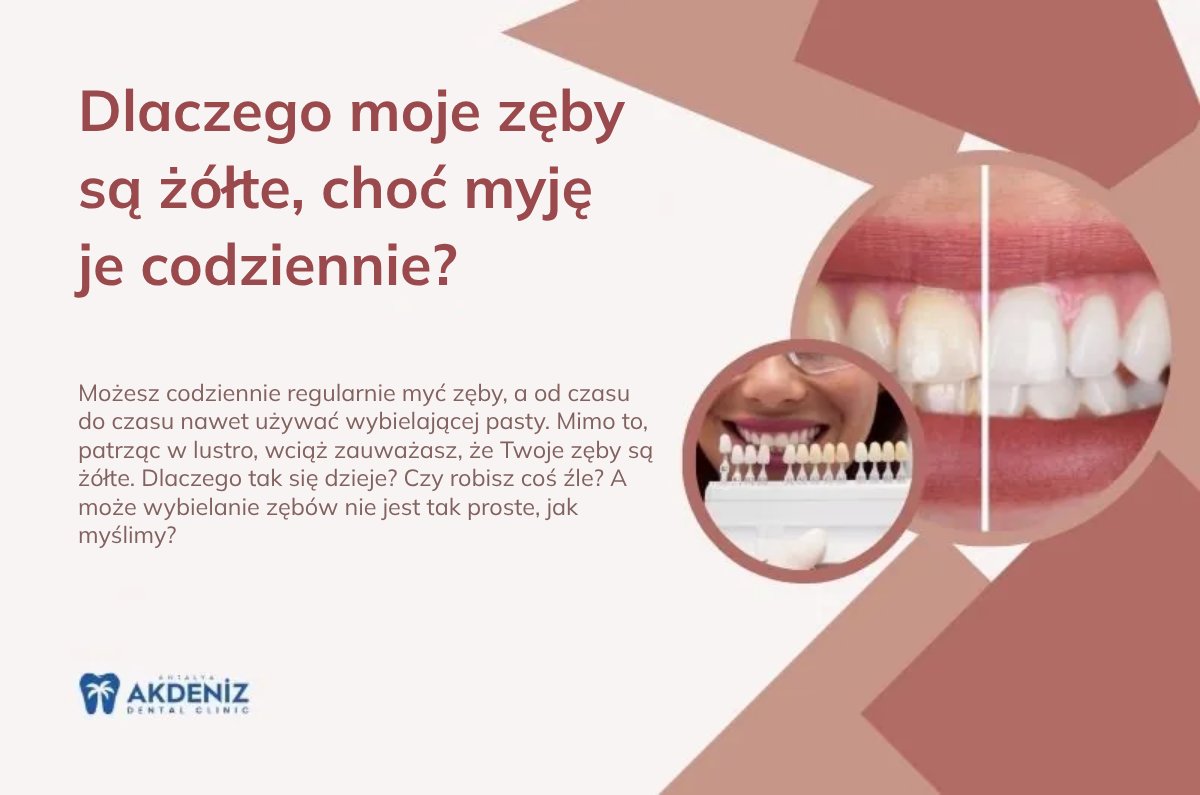 Dlaczego moje zęby
są żółte, choć myję
je codziennie?
Możesz codziennie regularnie myć zęby, a od czasu
do czasu nawet używać wybielającej pasty. Mimo to,
patrząc w lustro, wciąż zauważasz, że Twoje zęby są
żółte. Dlaczego tak się dzieje? Czy robisz coś źle? A
może wybielanie zębów nie jest tak proste, jak
myślimy?
ANTALYA
AKDENİZ
DENTAL CLINIC